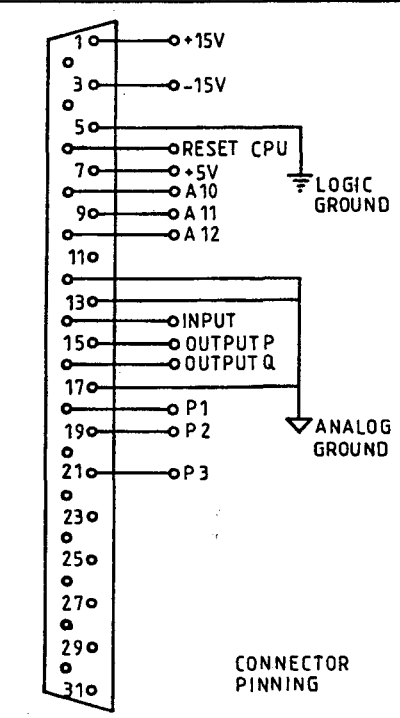 1 +15V
3 -15V
5
RESET CPU
7 +5V
LOGIC
GROUND
A10
9 A11
A12
11
13
INPUT
15 OUTPUT P
OUTPUT Q
17
P1
19 P2
ANALOG
GROUND
21 P3
23
25
27
29
31
CONNECTOR
PINNING